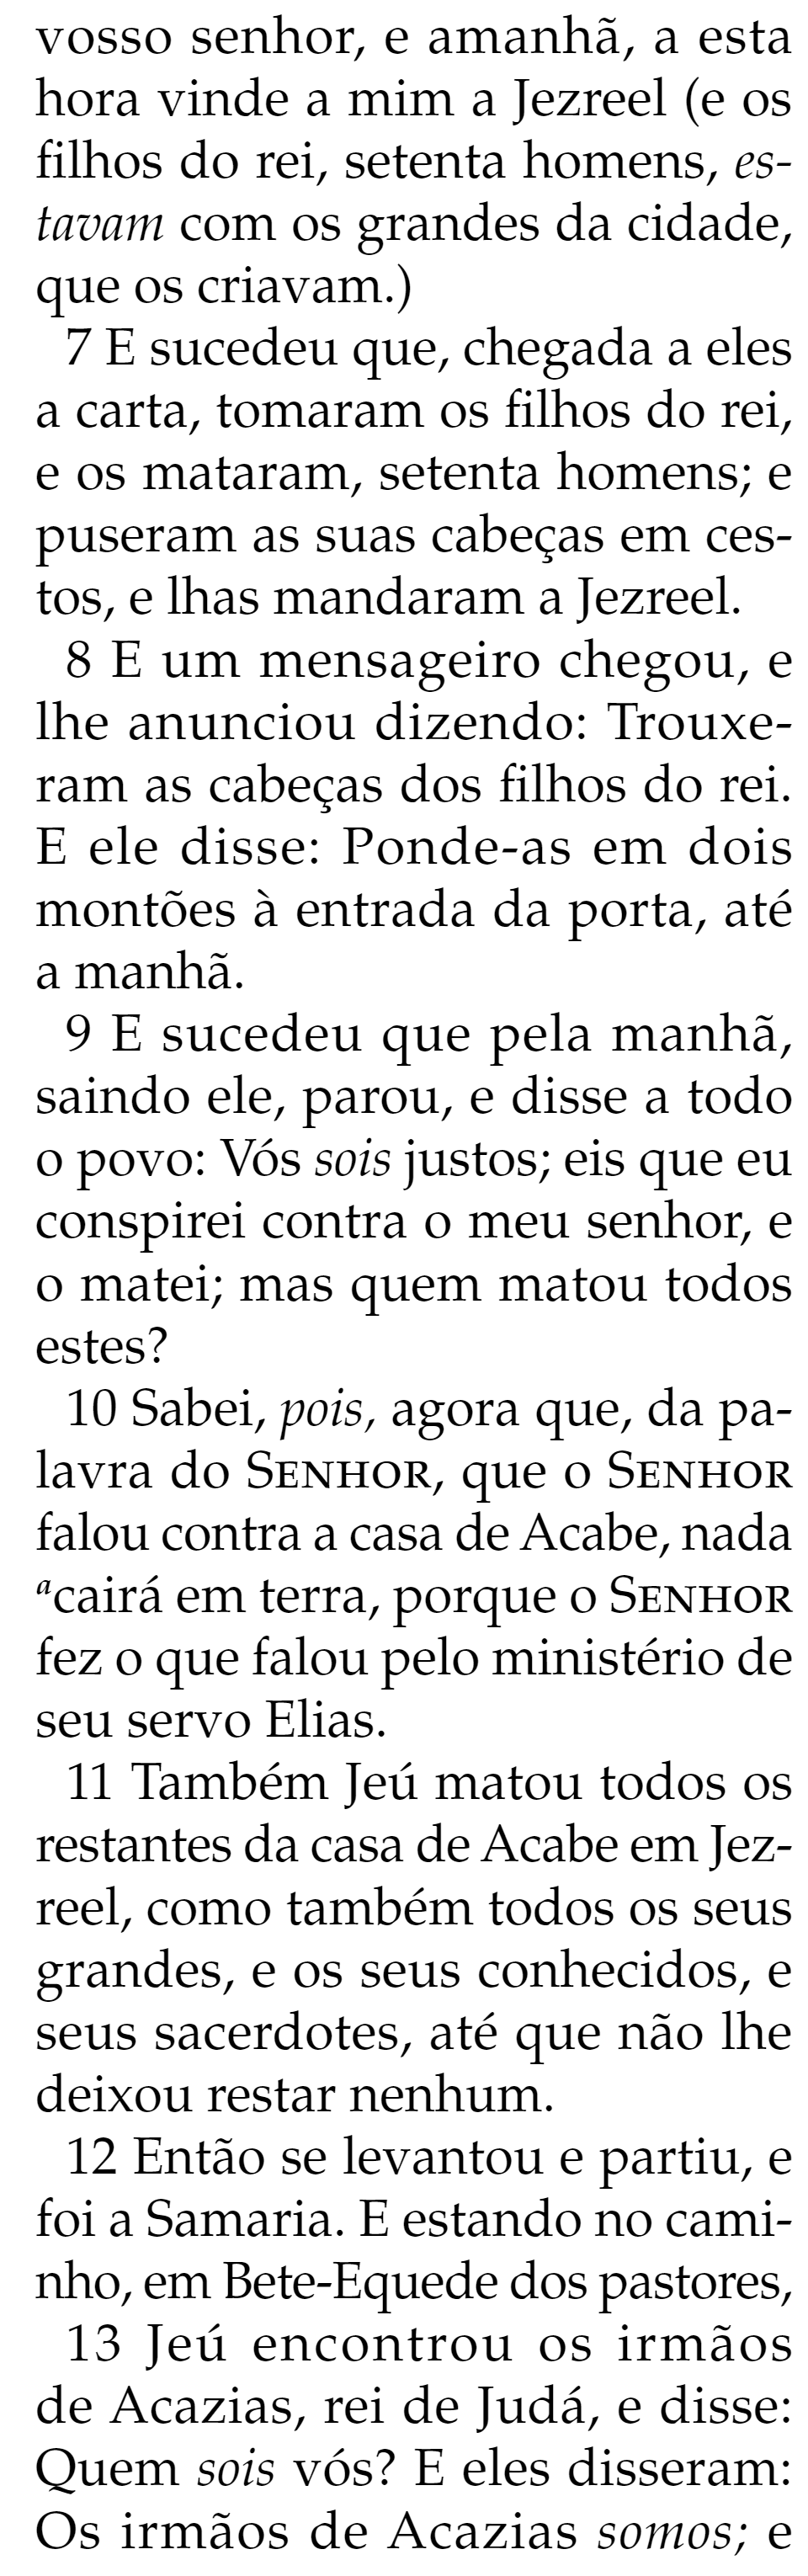 vosso senhor, e amanhã, a esta
hora vinde a mim a Jezreel (e os
filhos do rei, setenta homens, es-
tavam com os grandes da cidade,
que os criavam.)
7 E sucedeu que, chegada a eles
a carta, tomaram os filhos do rei,
e os mataram, setenta homens; e
puseram as suas cabeças em ces-
tos, e lhas mandaram a Jezreel.
8 E um mensageiro chegou, e
lhe anunciou dizendo: Trouxe-
ram as cabeças dos filhos do rei.
E ele disse: Ponde-as em dois
montões à entrada da porta, até
a manhã.
9 E sucedeu que pela manhã,
saindo ele, parou, e disse a todo
o povo: Vós sois justos; eis que eu
conspirei contra o meu senhor, e
o matei; mas quem matou todos
estes?
10 Sabei, pois, agora que, da pa-
lavra do SENHOR, que o SENHOR
falou contra a casa de Acabe, nada
ᵃcairá em terra, porque o SENHOR
fez o que falou pelo ministério de
seu servo Elias.
11 Também Jeú matou todos os
restantes da casa de Acabe em Jez-
reel, como também todos os seus
grandes, e os seus conhecidos, e
seus sacerdotes, até que não lhe
deixou restar nenhum.
12 Então se levantou e partiu, e
foi a Samaria. E estando no cami-
nho, em Bete-Equede dos pastores,
13 Jeú encontrou os irmãos
de Acazias, rei de Judá, e disse:
Quem sois vós? E eles disseram:
Os irmãos de Acazias somos; e